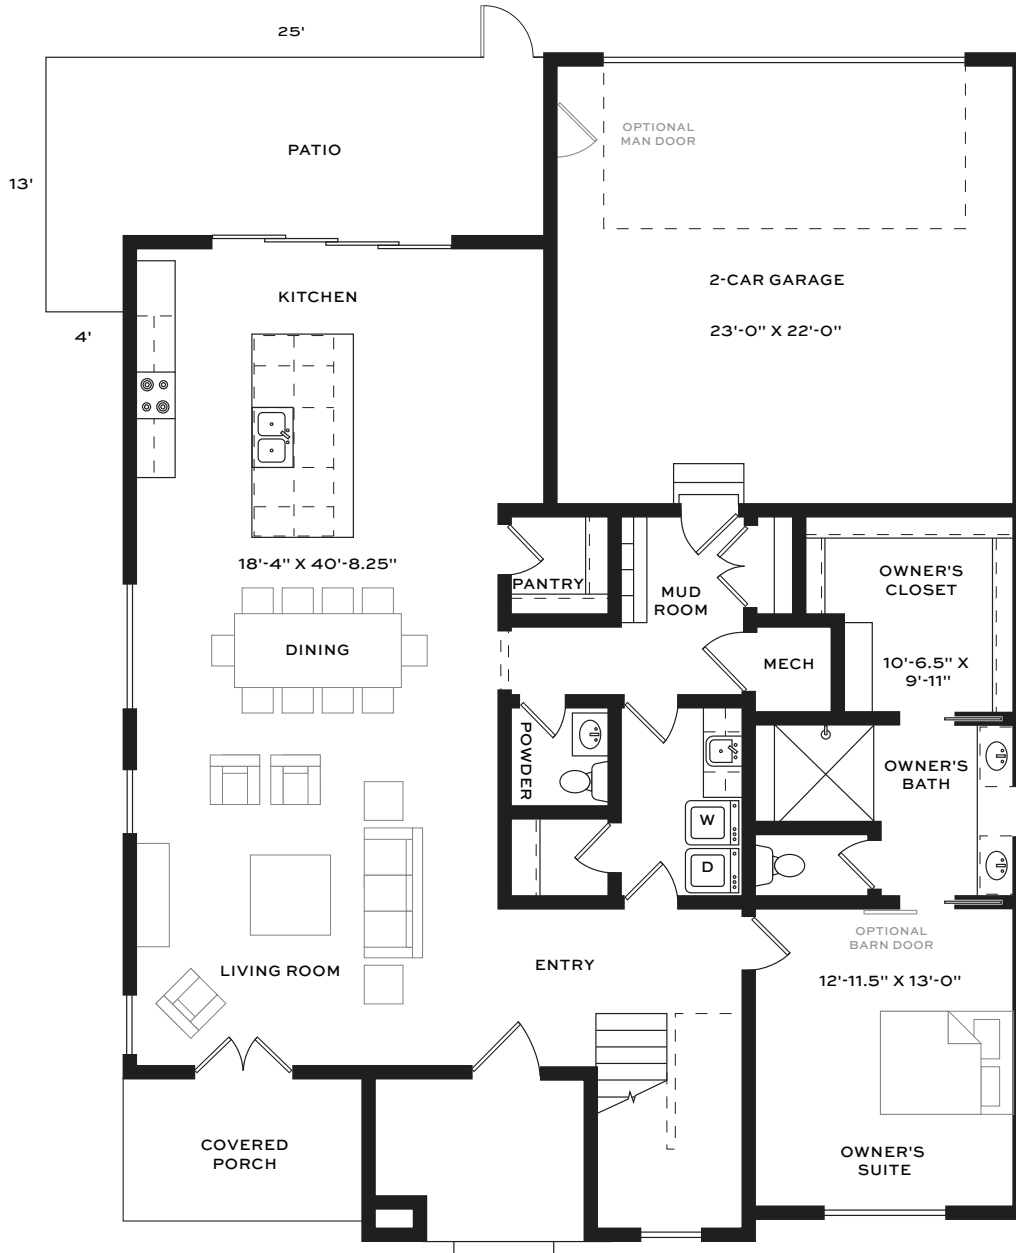 25'
OPTIONAL
MAN DOOR
PATIO
13'
2-CAR GARAGE
KITCHEN
23'-0" X 22'-0"
4'
18'-4" X 40'-8.25"
PANTRY
MUD
ROOM
OWNER'S
CLOSET
DINING
MECH
10'-6.5" X
9'-11"
POWDER
OWNER'S
BATH
W
D
OPTIONAL
BARN DOOR
LIVING ROOM
ENTRY
12'-11.5" X 13'-0"
COVERED
PORCH
OWNER'S
SUITE